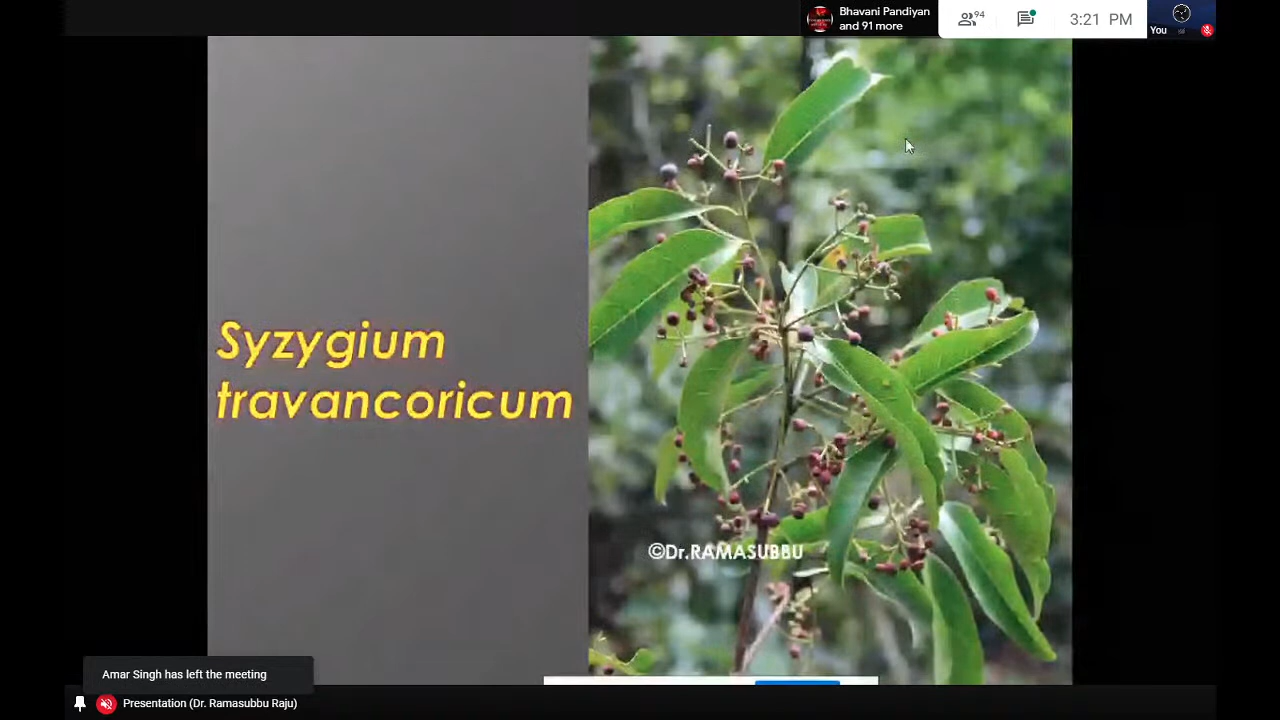 Bhavani Pandiyan
and 91 more
94
3:21 PM
You
Syzygium
travancoricum
©Dr.RAMASUBBU
Amar Singh has left the meeting
Presentation (Dr. Ramasubbu Raju)